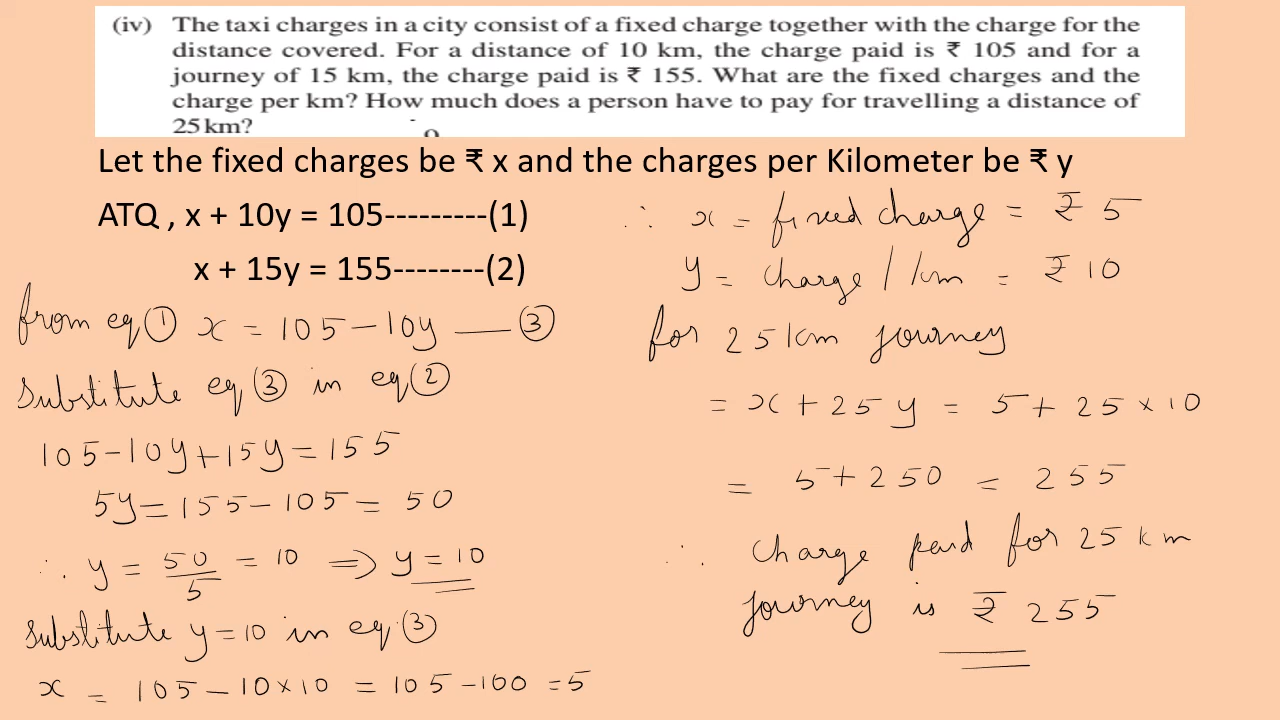 (iv) The taxi charges in a city consist of a fixed charge together with the charge for the
distance covered. For a distance of 10 km, the charge paid is ₹ 105 and for a
journey of 15 km, the charge paid is ₹ 155. What are the fixed charges and the
charge per km? How much does a person have to pay for travelling a distance of
25 km?
Let the fixed charges be ₹ x and the charges per Kilometer be ₹ y
ATQ , x + 10y = 105---------(1)
x + 15y = 155--------(2)
from eq ① x = 105 - 10y — ③
Substitute eq ③ in eq ②
105 - 10y + 15y = 155
5y = 155 - 105 = 50
∴ y = 50/5 = 10 ⇒ y = 10
Substitute y = 10 in eq ③
x = 105 - 10 × 10 = 105 - 100 = 5
∴ x = fixed charge = ₹ 5
y = charge / km = ₹ 10
for 25 km journey
= x + 25 y = 5 + 25 × 10
= 5 + 250 = 255
∴ charge paid for 25 km
journey is ₹ 255